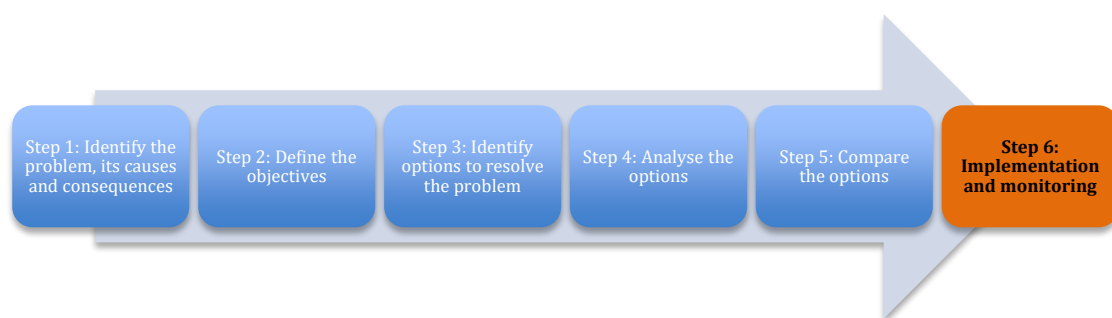 Step 1: Identify the
problem, its causes
and consequences
Step 2: Define the
objectives
Step 3: Identify
options to resolve
the problem
Step 4: Analyse the
options
Step 5: Compare
the options
Step 6:
Implementation
and monitoring